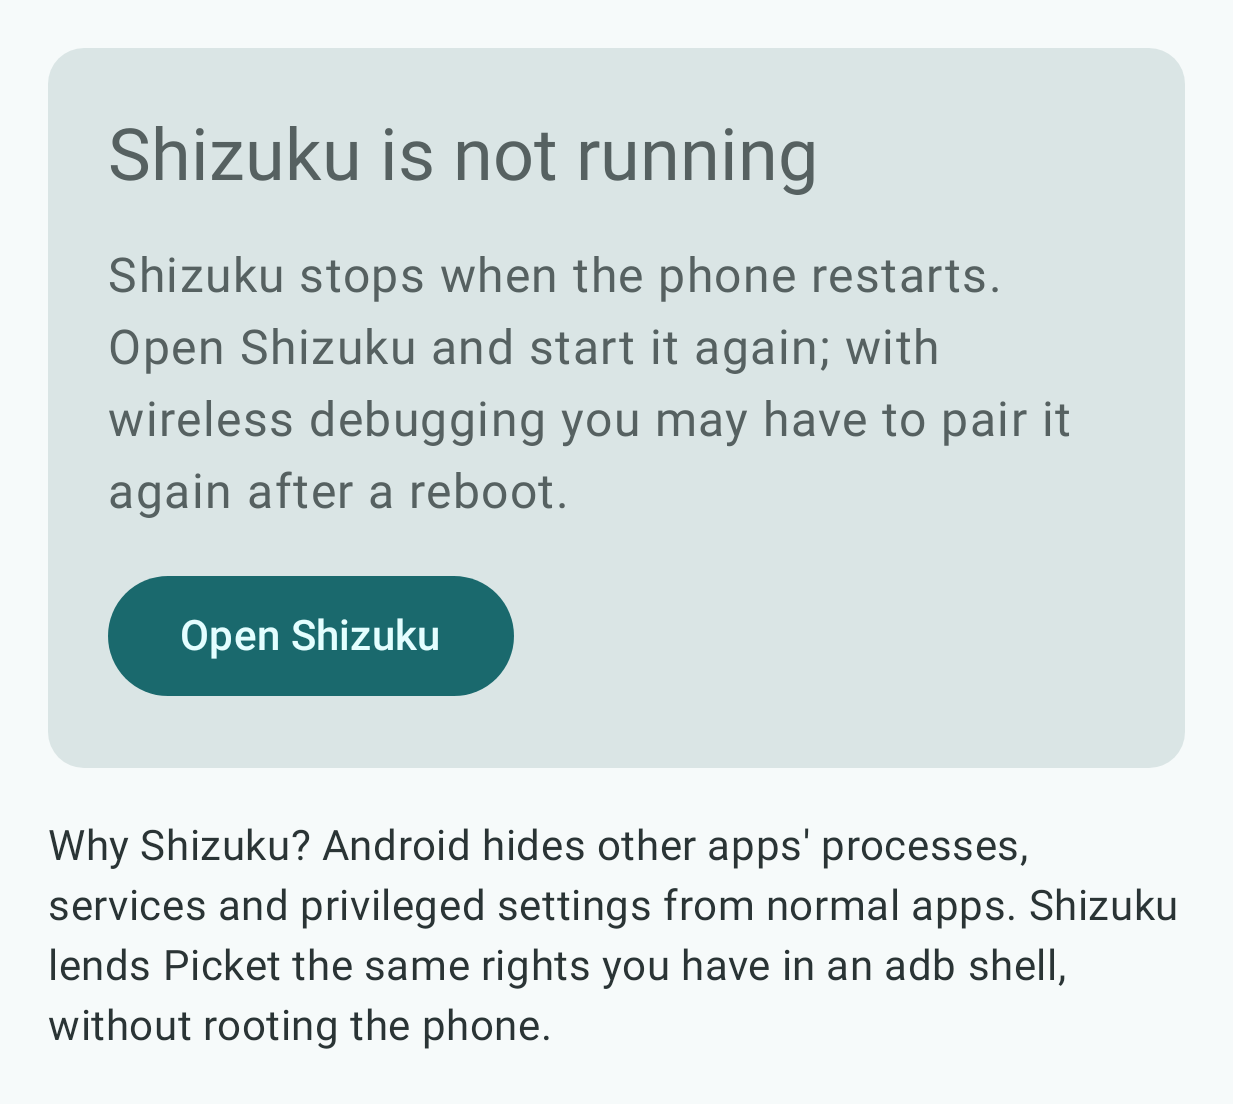 Shizuku is not running
Shizuku stops when the phone restarts.
Open Shizuku and start it again; with
wireless debugging you may have to pair it
again after a reboot.
Open Shizuku
Why Shizuku? Android hides other apps' processes,
services and privileged settings from normal apps. Shizuku
lends Picket the same rights you have in an adb shell,
without rooting the phone.